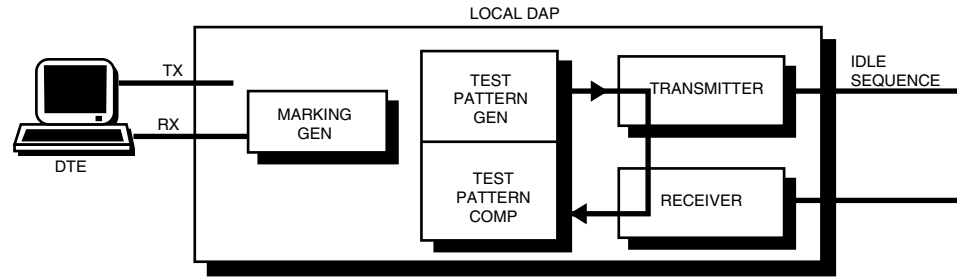 LOCAL DAP
TX
RX
DTE
MARKING
GEN
TEST
PATTERN
GEN
TEST
PATTERN
COMP
TRANSMITTER
RECEIVER
IDLE
SEQUENCE